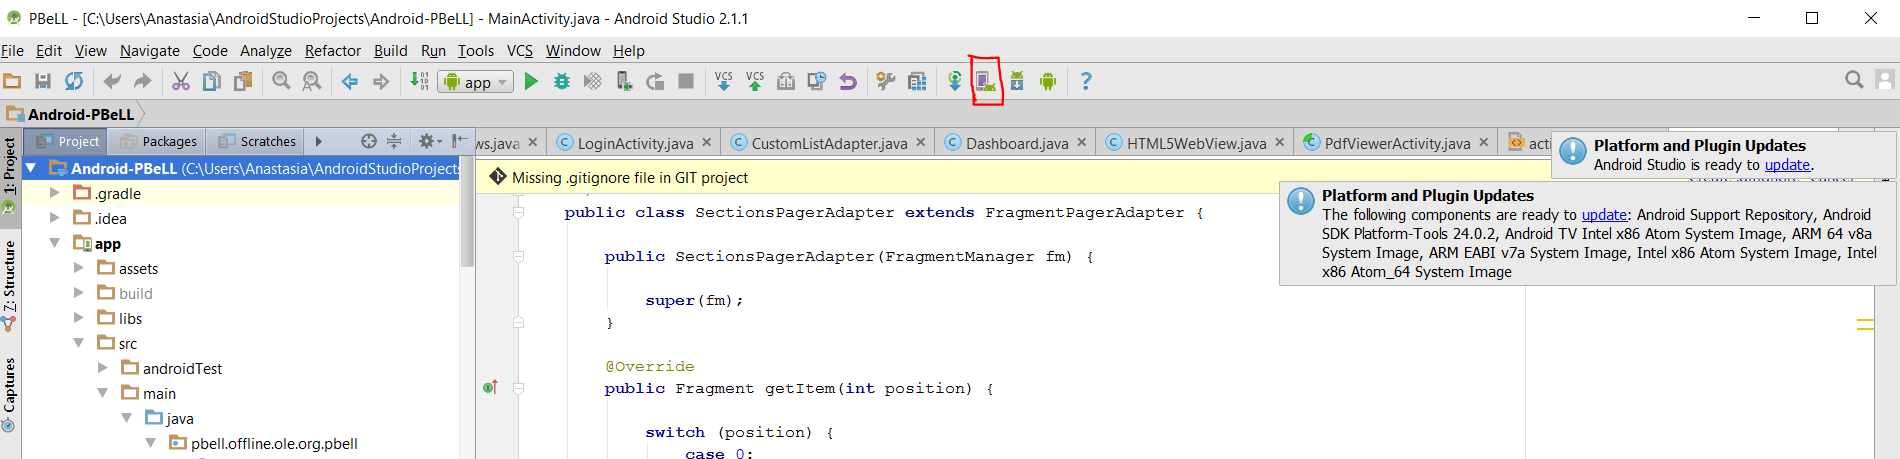 PBeLL - [C:\Users\Anastasia\AndroidStudioProjects\Android-PBeLL] - MainActivity.java - Android Studio 2.1.1
File Edit View Navigate Code Analyze Refactor Build Run Tools VCS Window Help
app VCS VCS ?
Android-PBeLL
Project Packages Scratches
ws.java LoginActivity.java CustomListAdapter.java Dashboard.java HTML5WebView.java PdfViewerActivity.java acti
1: Project
7: Structure
Captures
Android-PBeLL (C:\Users\Anastasia\AndroidStudioProjects
.gradle
.idea
app
assets
build
libs
src
androidTest
main
java
pbell.offline.ole.org.pbell
Missing .gitignore file in GIT project
public class SectionsPagerAdapter extends FragmentPagerAdapter {
public SectionsPagerAdapter(FragmentManager fm) {
super(fm);
}
@Override
public Fragment getItem(int position) {
switch (position) {
case 0:
Platform and Plugin Updates
Android Studio is ready to update.
Platform and Plugin Updates
The following components are ready to update: Android Support Repository, Android
SDK Platform-Tools 24.0.2, Android TV Intel x86 Atom System Image, ARM 64 v8a
System Image, ARM EABI v7a System Image, Intel x86 Atom System Image, Intel
x86 Atom_64 System Image